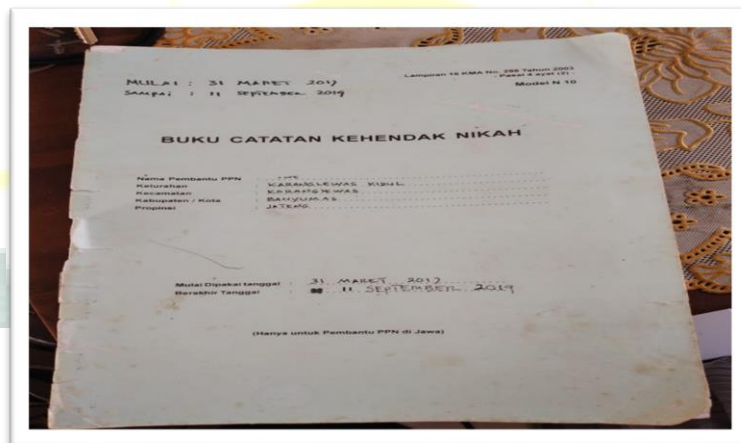 MULAI : 31 MARET 2017
SAMPAI : 11 SEPTEMBER 2019
Lampiran 16 KMA No. 298 Tahun 2003
- Pasal 4 ayat (2) -
Model N 10
BUKU CATATAN KEHENDAK NIKAH
Nama Pembantu PPN :
Kelurahan : KARANGLEWAS KIDUL
Kecamatan : KARANGLEWAS
Kabupaten / Kota : BANYUMAS
Propinsi : JATENG
Mulai Dipakai tanggal : 31 MARET 2017
Berakhir Tanggal : 11 SEPTEMBER 2019
(Hanya untuk Pembantu PPN di Jawa)